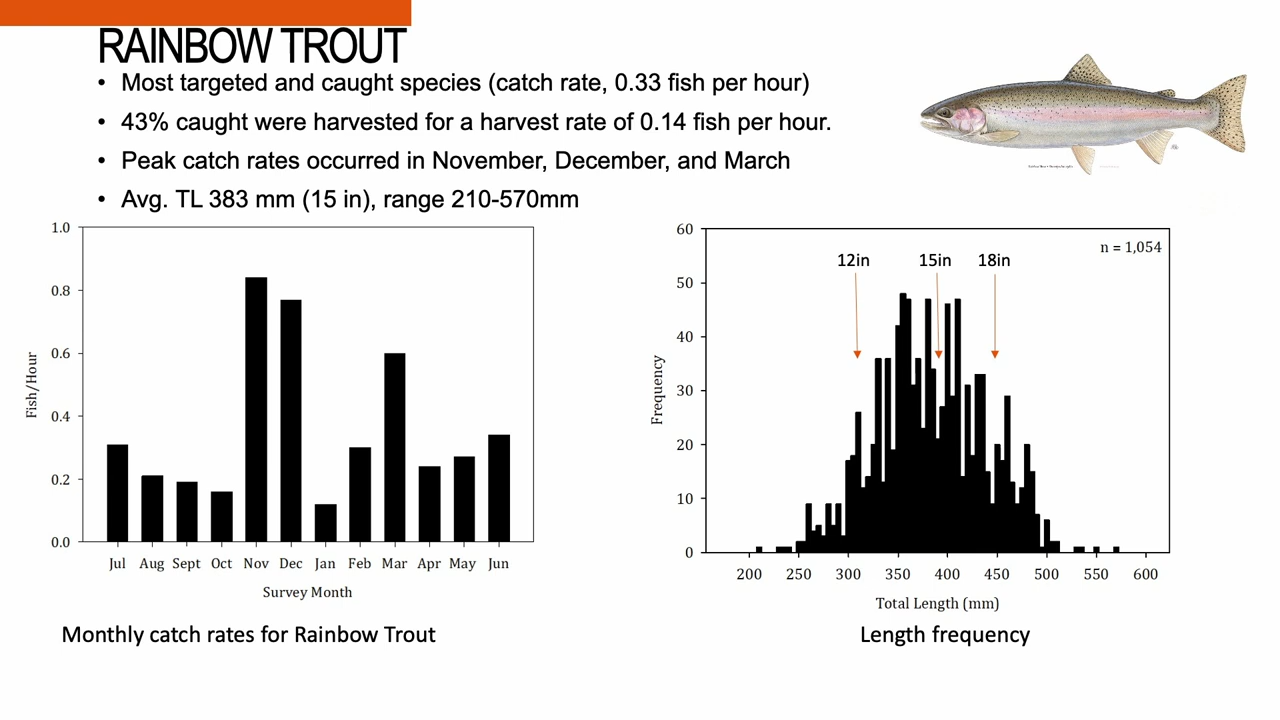 RAINBOW TROUT
• Most targeted and caught species (catch rate, 0.33 fish per hour)
• 43% caught were harvested for a harvest rate of 0.14 fish per hour.
• Peak catch rates occurred in November, December, and March
• Avg. TL 383 mm (15 in), range 210-570mm
1.0
0.8
0.6
0.4
0.2
0.0
Fish/Hour
Jul Aug Sept Oct Nov Dec Jan Feb Mar Apr May Jun
Survey Month
Monthly catch rates for Rainbow Trout
60
50
40
30
20
10
0
Frequency
n = 1,054
12in 15in 18in
200 250 300 350 400 450 500 550 600
Total Length (mm)
Length frequency